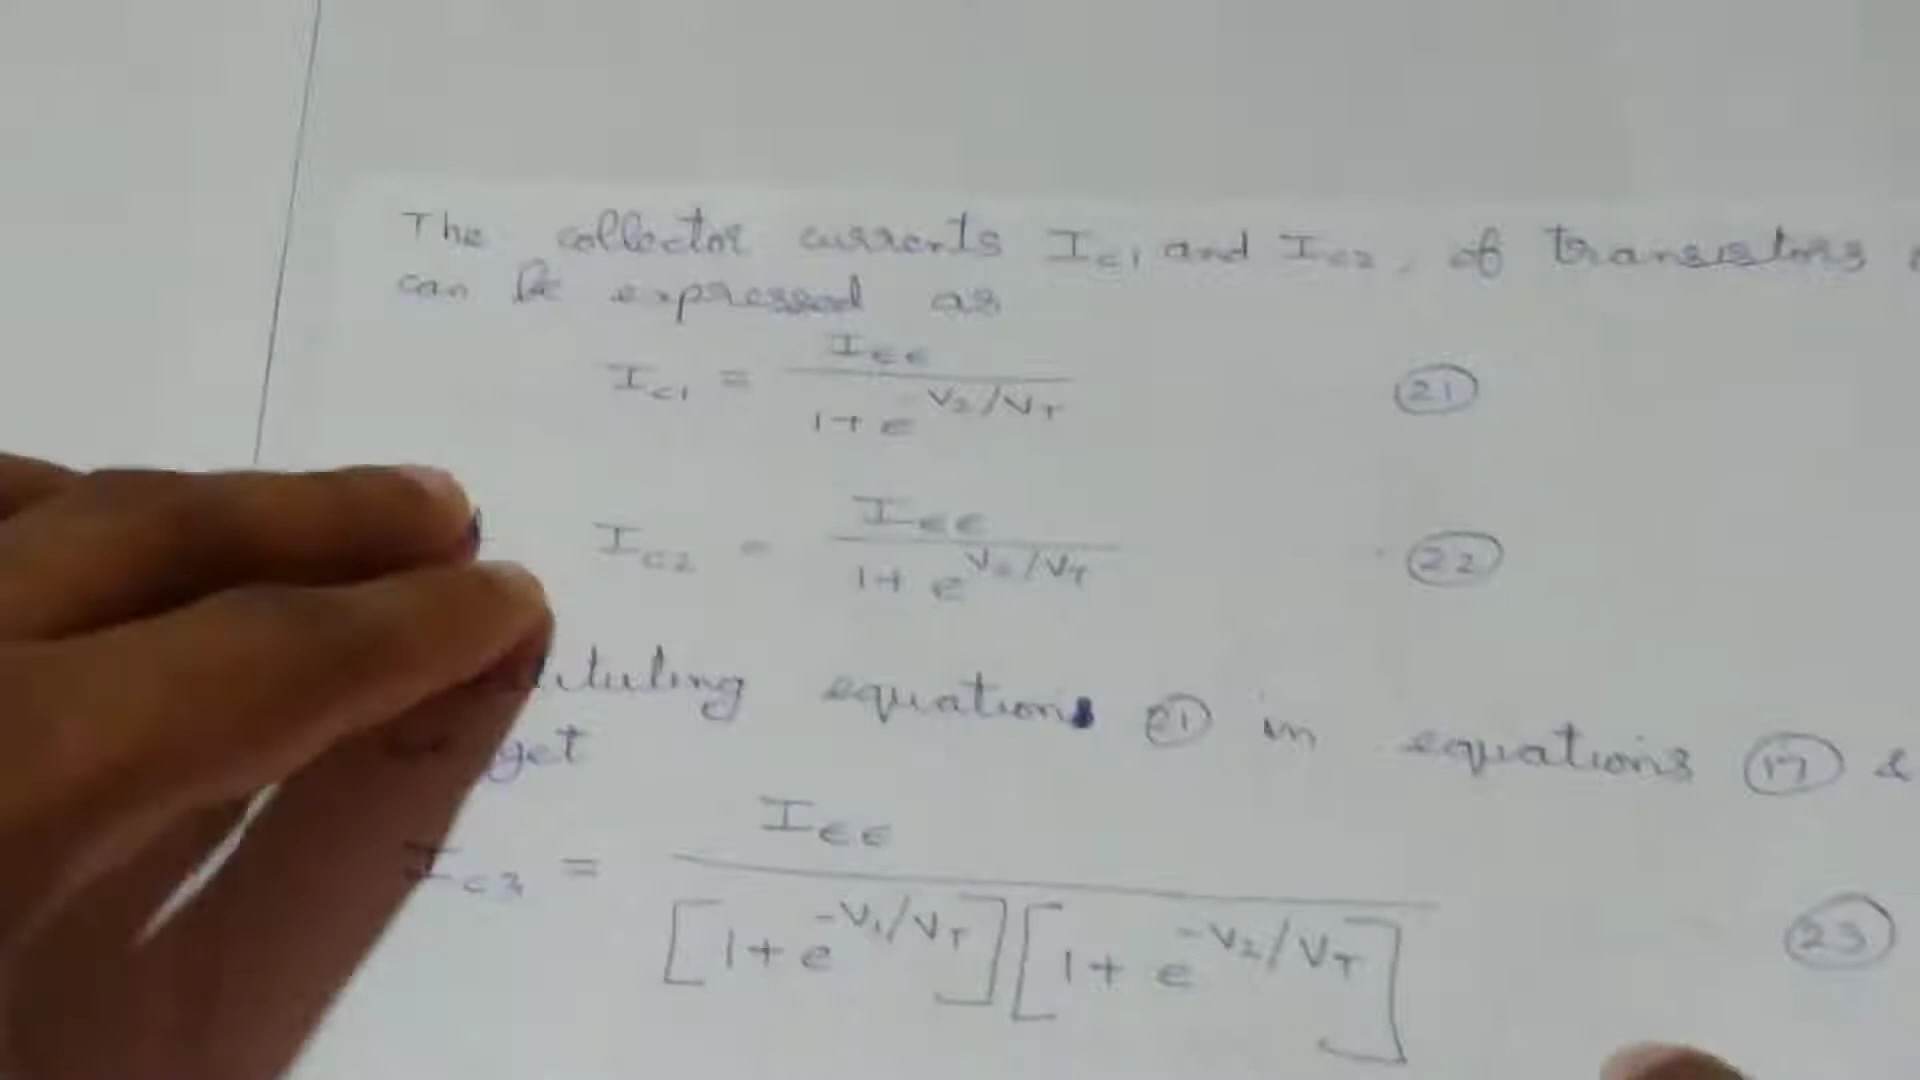 The collector currents Ic1 and Ic2, of transistors
can be expressed as
Ic1 = IEE / 1+e^V2/VT (21)
Ic2 = IEE / 1+e^V2/VT (22)
tuting equations (21) in equations (17) &
get
Ic3 = IEE / [1+e^-V1/VT][1+e^-V2/VT] (23)